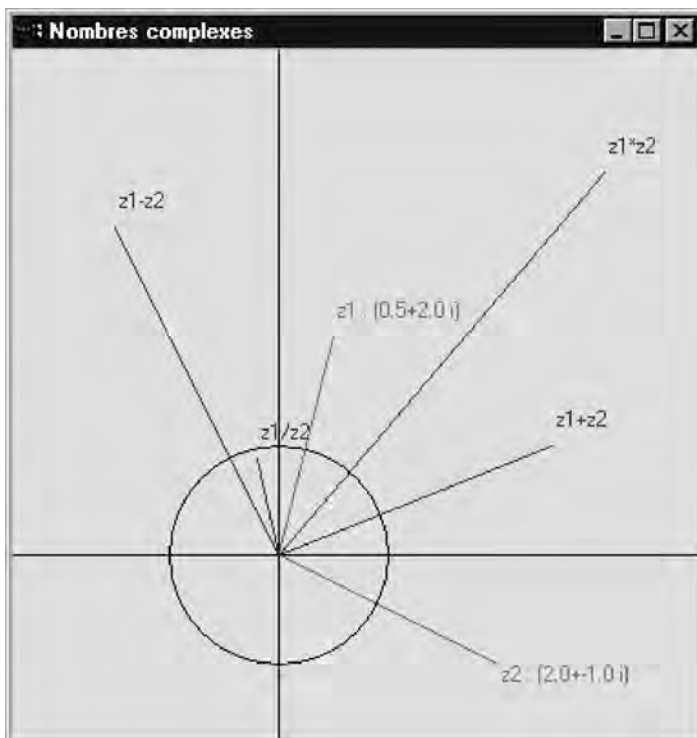 Nombres complexes
z1*z2
z1-z2
z1 : (0.5+2.0 i)
z1/z2
z1+z2
z2 : (2.0+-1.0 i)